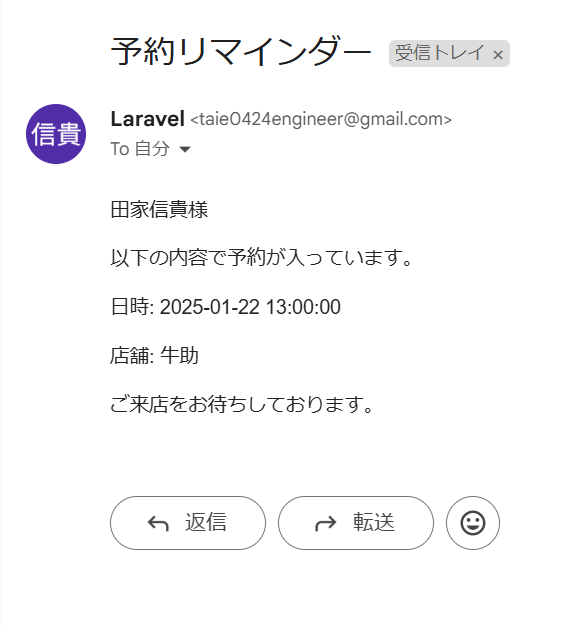 予約リマインダー 受信トレイ ×
信貴
Laravel <taie0424engineer@gmail.com>
To 自分
田家信貴様
以下の内容で予約が入っています。
日時: 2025-01-22 13:00:00
店舗: 牛助
ご来店をお待ちしております。
返信 転送